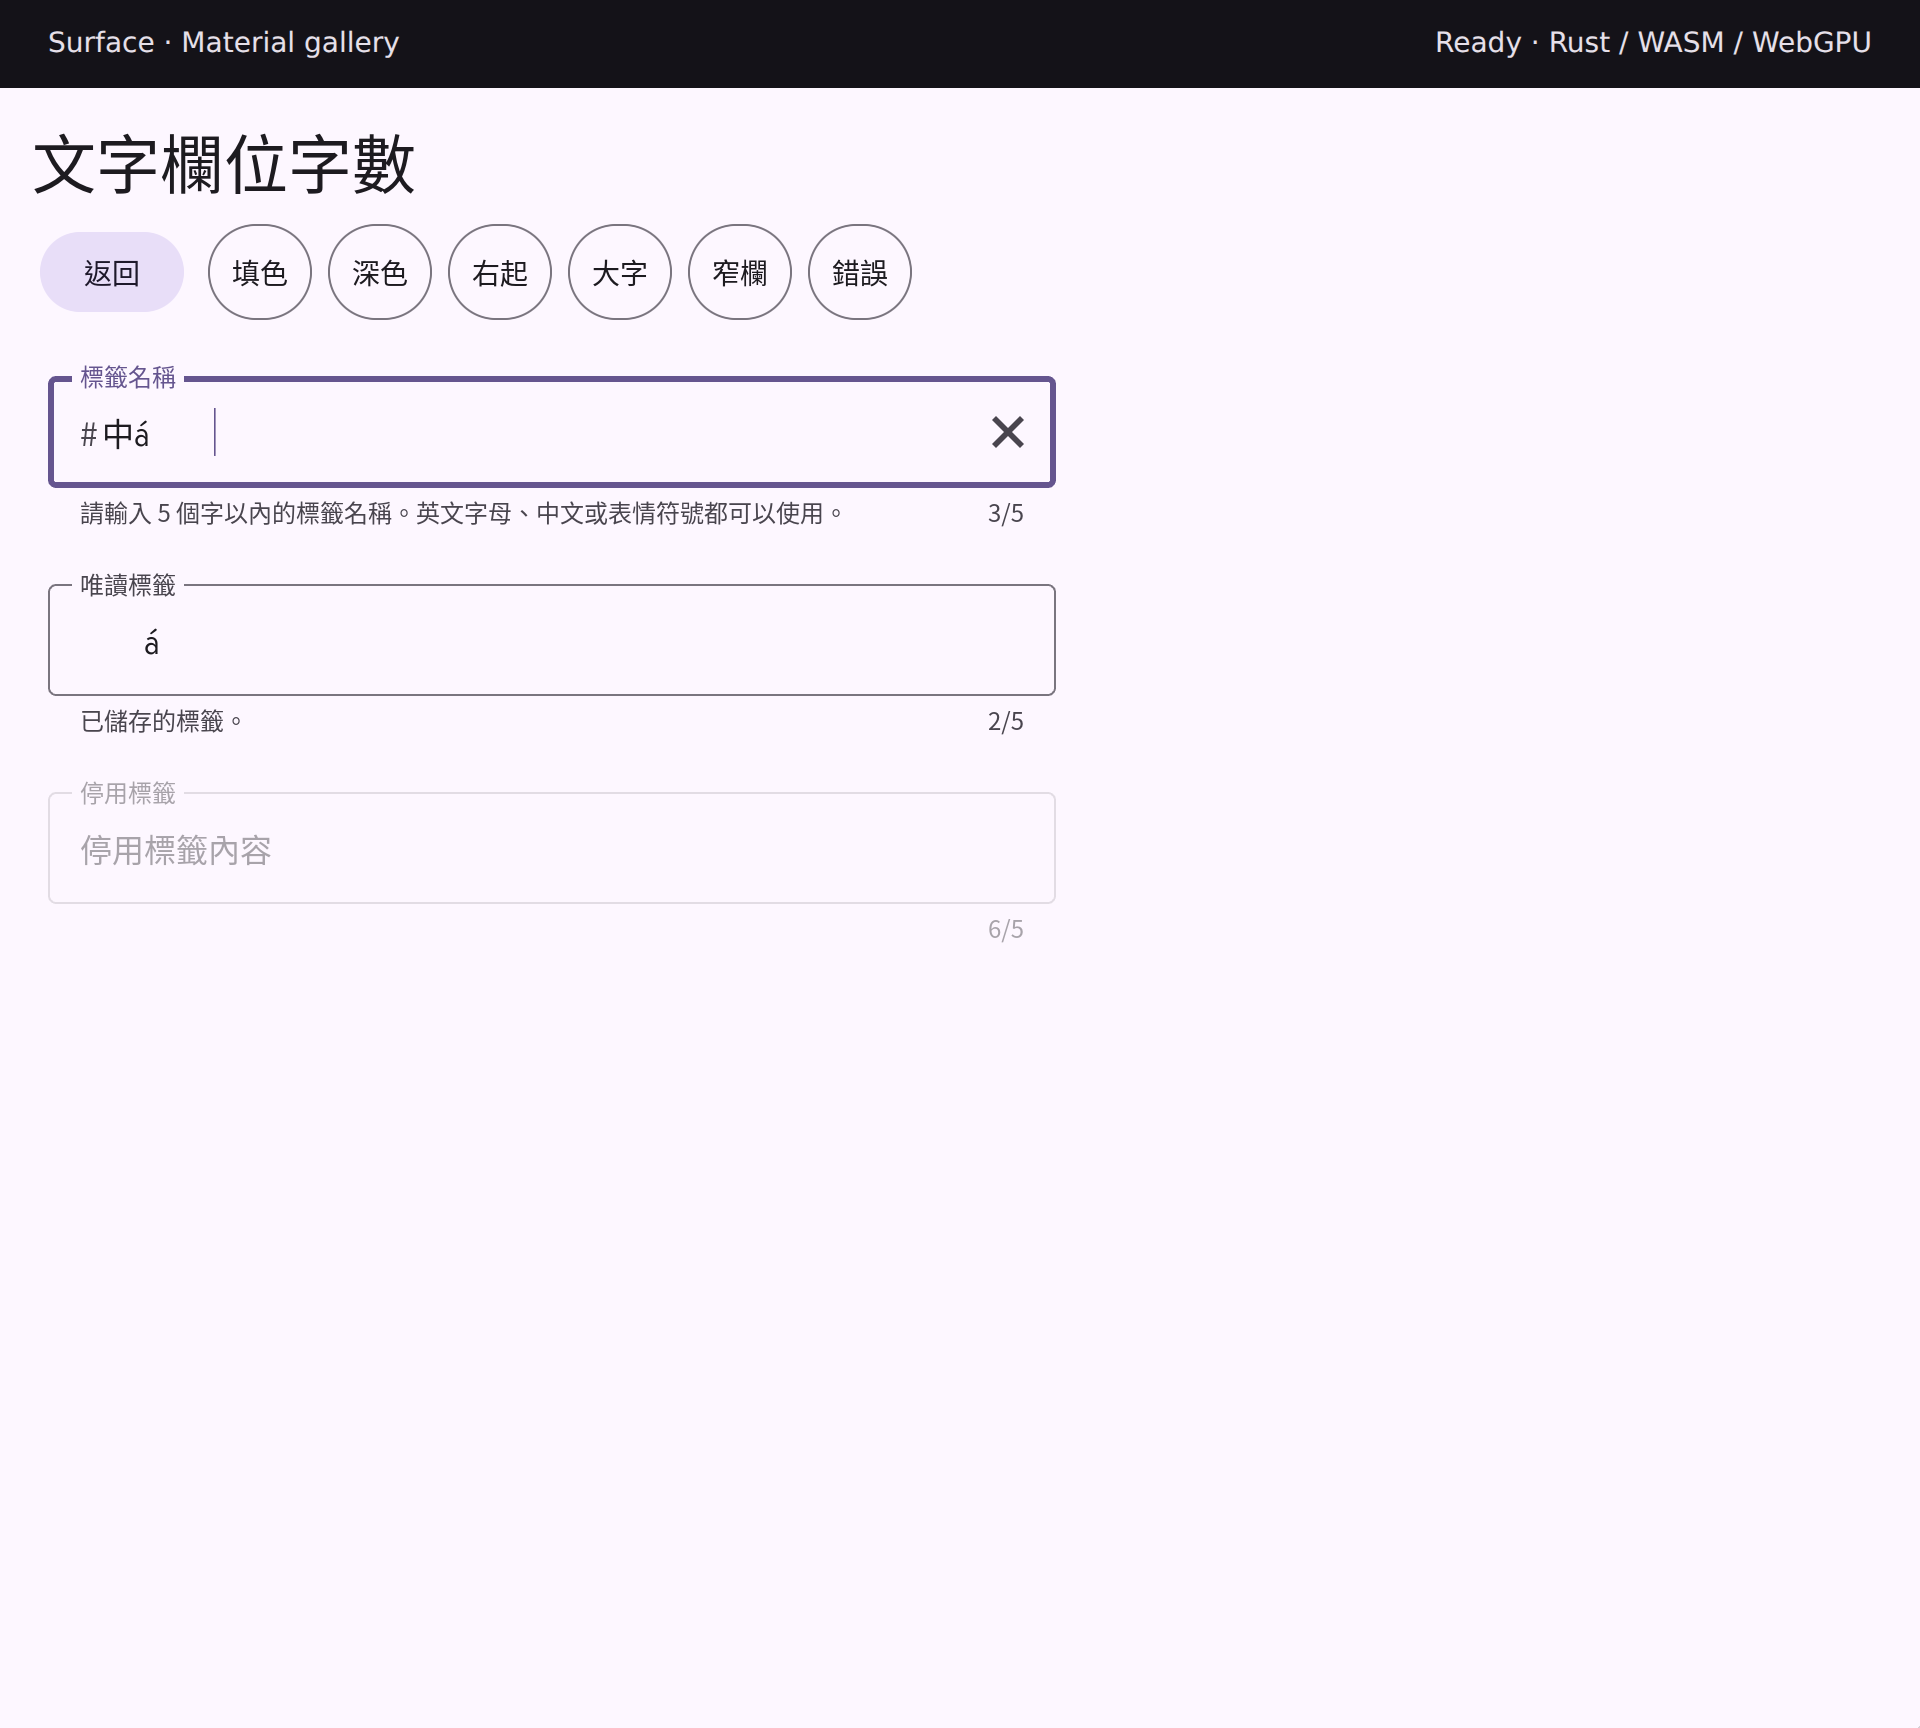 Surface · Material gallery
Ready · Rust / WASM / WebGPU
文字欄位字數
返回 填色 深色 右起 大字 窄欄 錯誤
標籤名稱
#中á
請輸入 5 個字以內的標籤名稱。英文字母、中文或表情符號都可以使用。 3/5
唯讀標籤
á
已儲存的標籤。 2/5
停用標籤
停用標籤內容
6/5